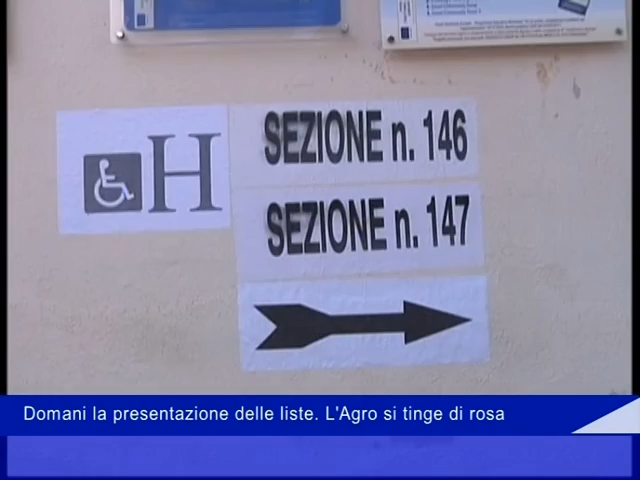 H
SEZIONE n. 146
SEZIONE n. 147
Domani la presentazione delle liste. L'Agro si tinge di rosa